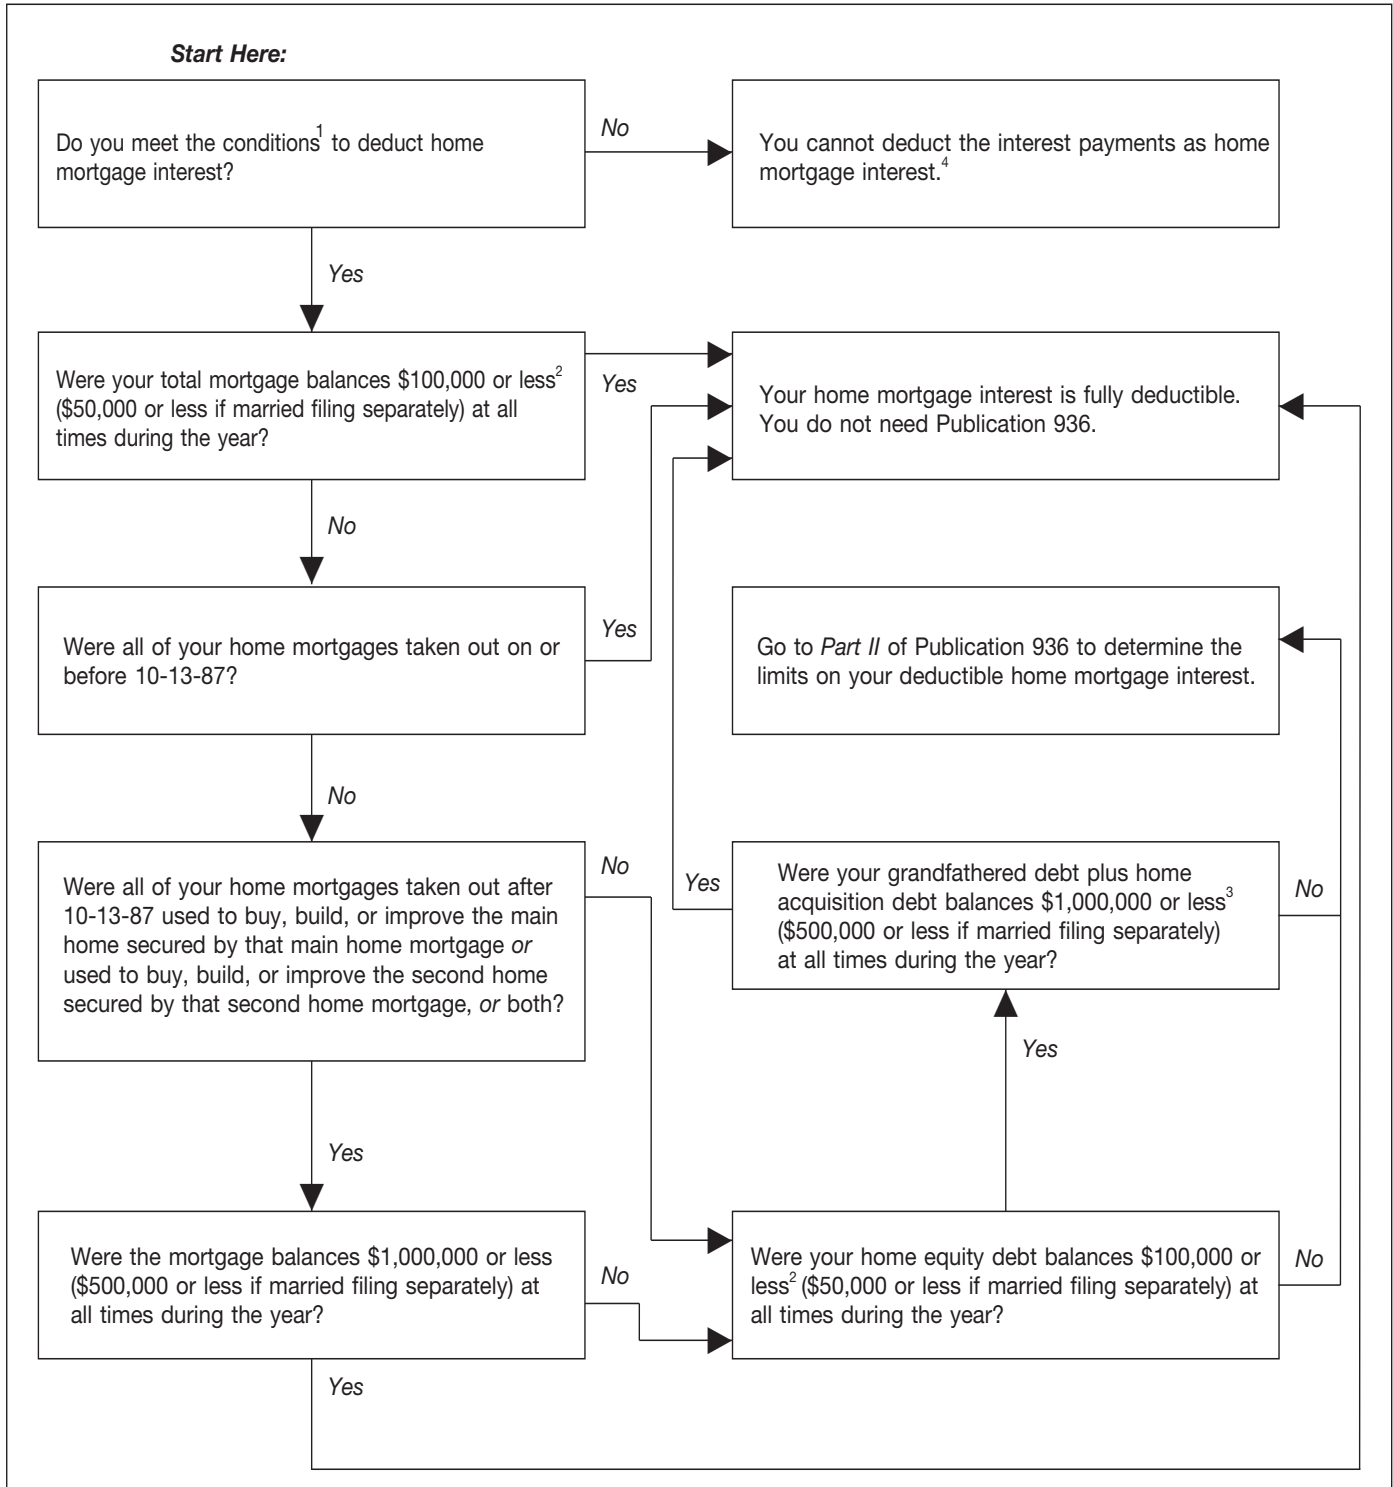 Start Here:
Do you meet the conditions1 to deduct home
mortgage interest?
No
You cannot deduct the interest payments as home
mortgage interest.4
Yes
Were your total mortgage balances $100,000 or less2
($50,000 or less if married filing separately) at all
times during the year?
Yes
Your home mortgage interest is fully deductible.
You do not need Publication 936.
No
Were all of your home mortgages taken out on or
before 10-13-87?
Yes
Go to Part II of Publication 936 to determine the
limits on your deductible home mortgage interest.
No
Were all of your home mortgages taken out after
10-13-87 used to buy, build, or improve the main
home secured by that main home mortgage or
used to buy, build, or improve the second home
secured by that second home mortgage, or both?
No
Yes
Were your grandfathered debt plus home
acquisition debt balances $1,000,000 or less3
($500,000 or less if married filing separately)
at all times during the year?
No
Yes
Yes
Were the mortgage balances $1,000,000 or less
($500,000 or less if married filing separately) at
all times during the year?
No
Were your home equity debt balances $100,000 or
less2 ($50,000 or less if married filing separately) at
all times during the year?
No
Yes